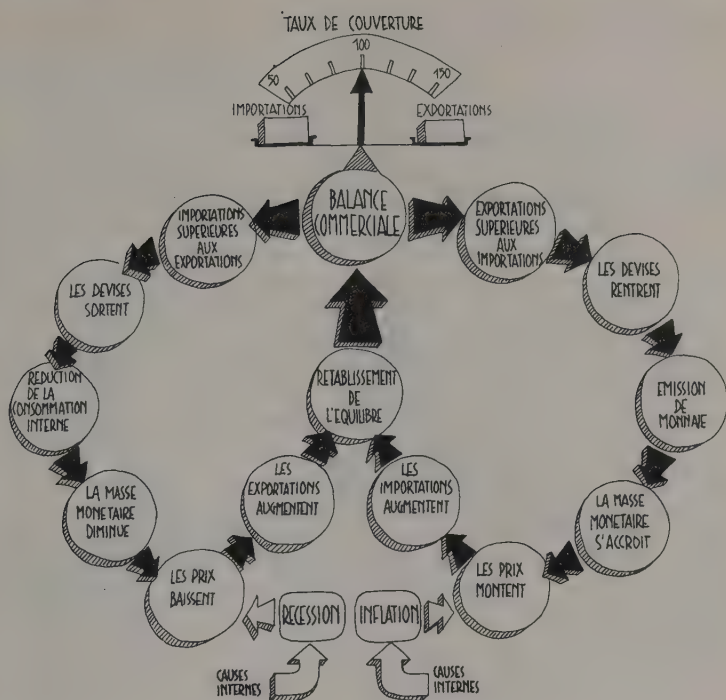 TAUX DE COUVERTURE
50
100
150
IMPORTATIONS
EXPORTATIONS
BALANCE
COMMERCIALE
IMPORTATIONS
SUPERIEURES
AUX
EXPORTATIONS
EXPORTATIONS
SUPERIEURES
AUX
IMPORTATIONS
LES DEVISES
SORTENT
LES DEVISES
RENTRENT
REDUCTION
DE LA
CONSOMMATION
INTERNE
RETABLISSEMENT
DE
L'EQUILIBRE
EMISSION
DE
MONNAIE
LA MASSE
MONETAIRE
DIMINUE
LES
EXPORTATIONS
AUGMENTENT
LES
IMPORTATIONS
AUGMENTENT
LA MASSE
MONETAIRE
S'ACCROIT
LES PRIX
BAISSENT
LES PRIX
MONTENT
RECESSION
INFLATION
CAUSES
INTERNES
CAUSES
INTERNES